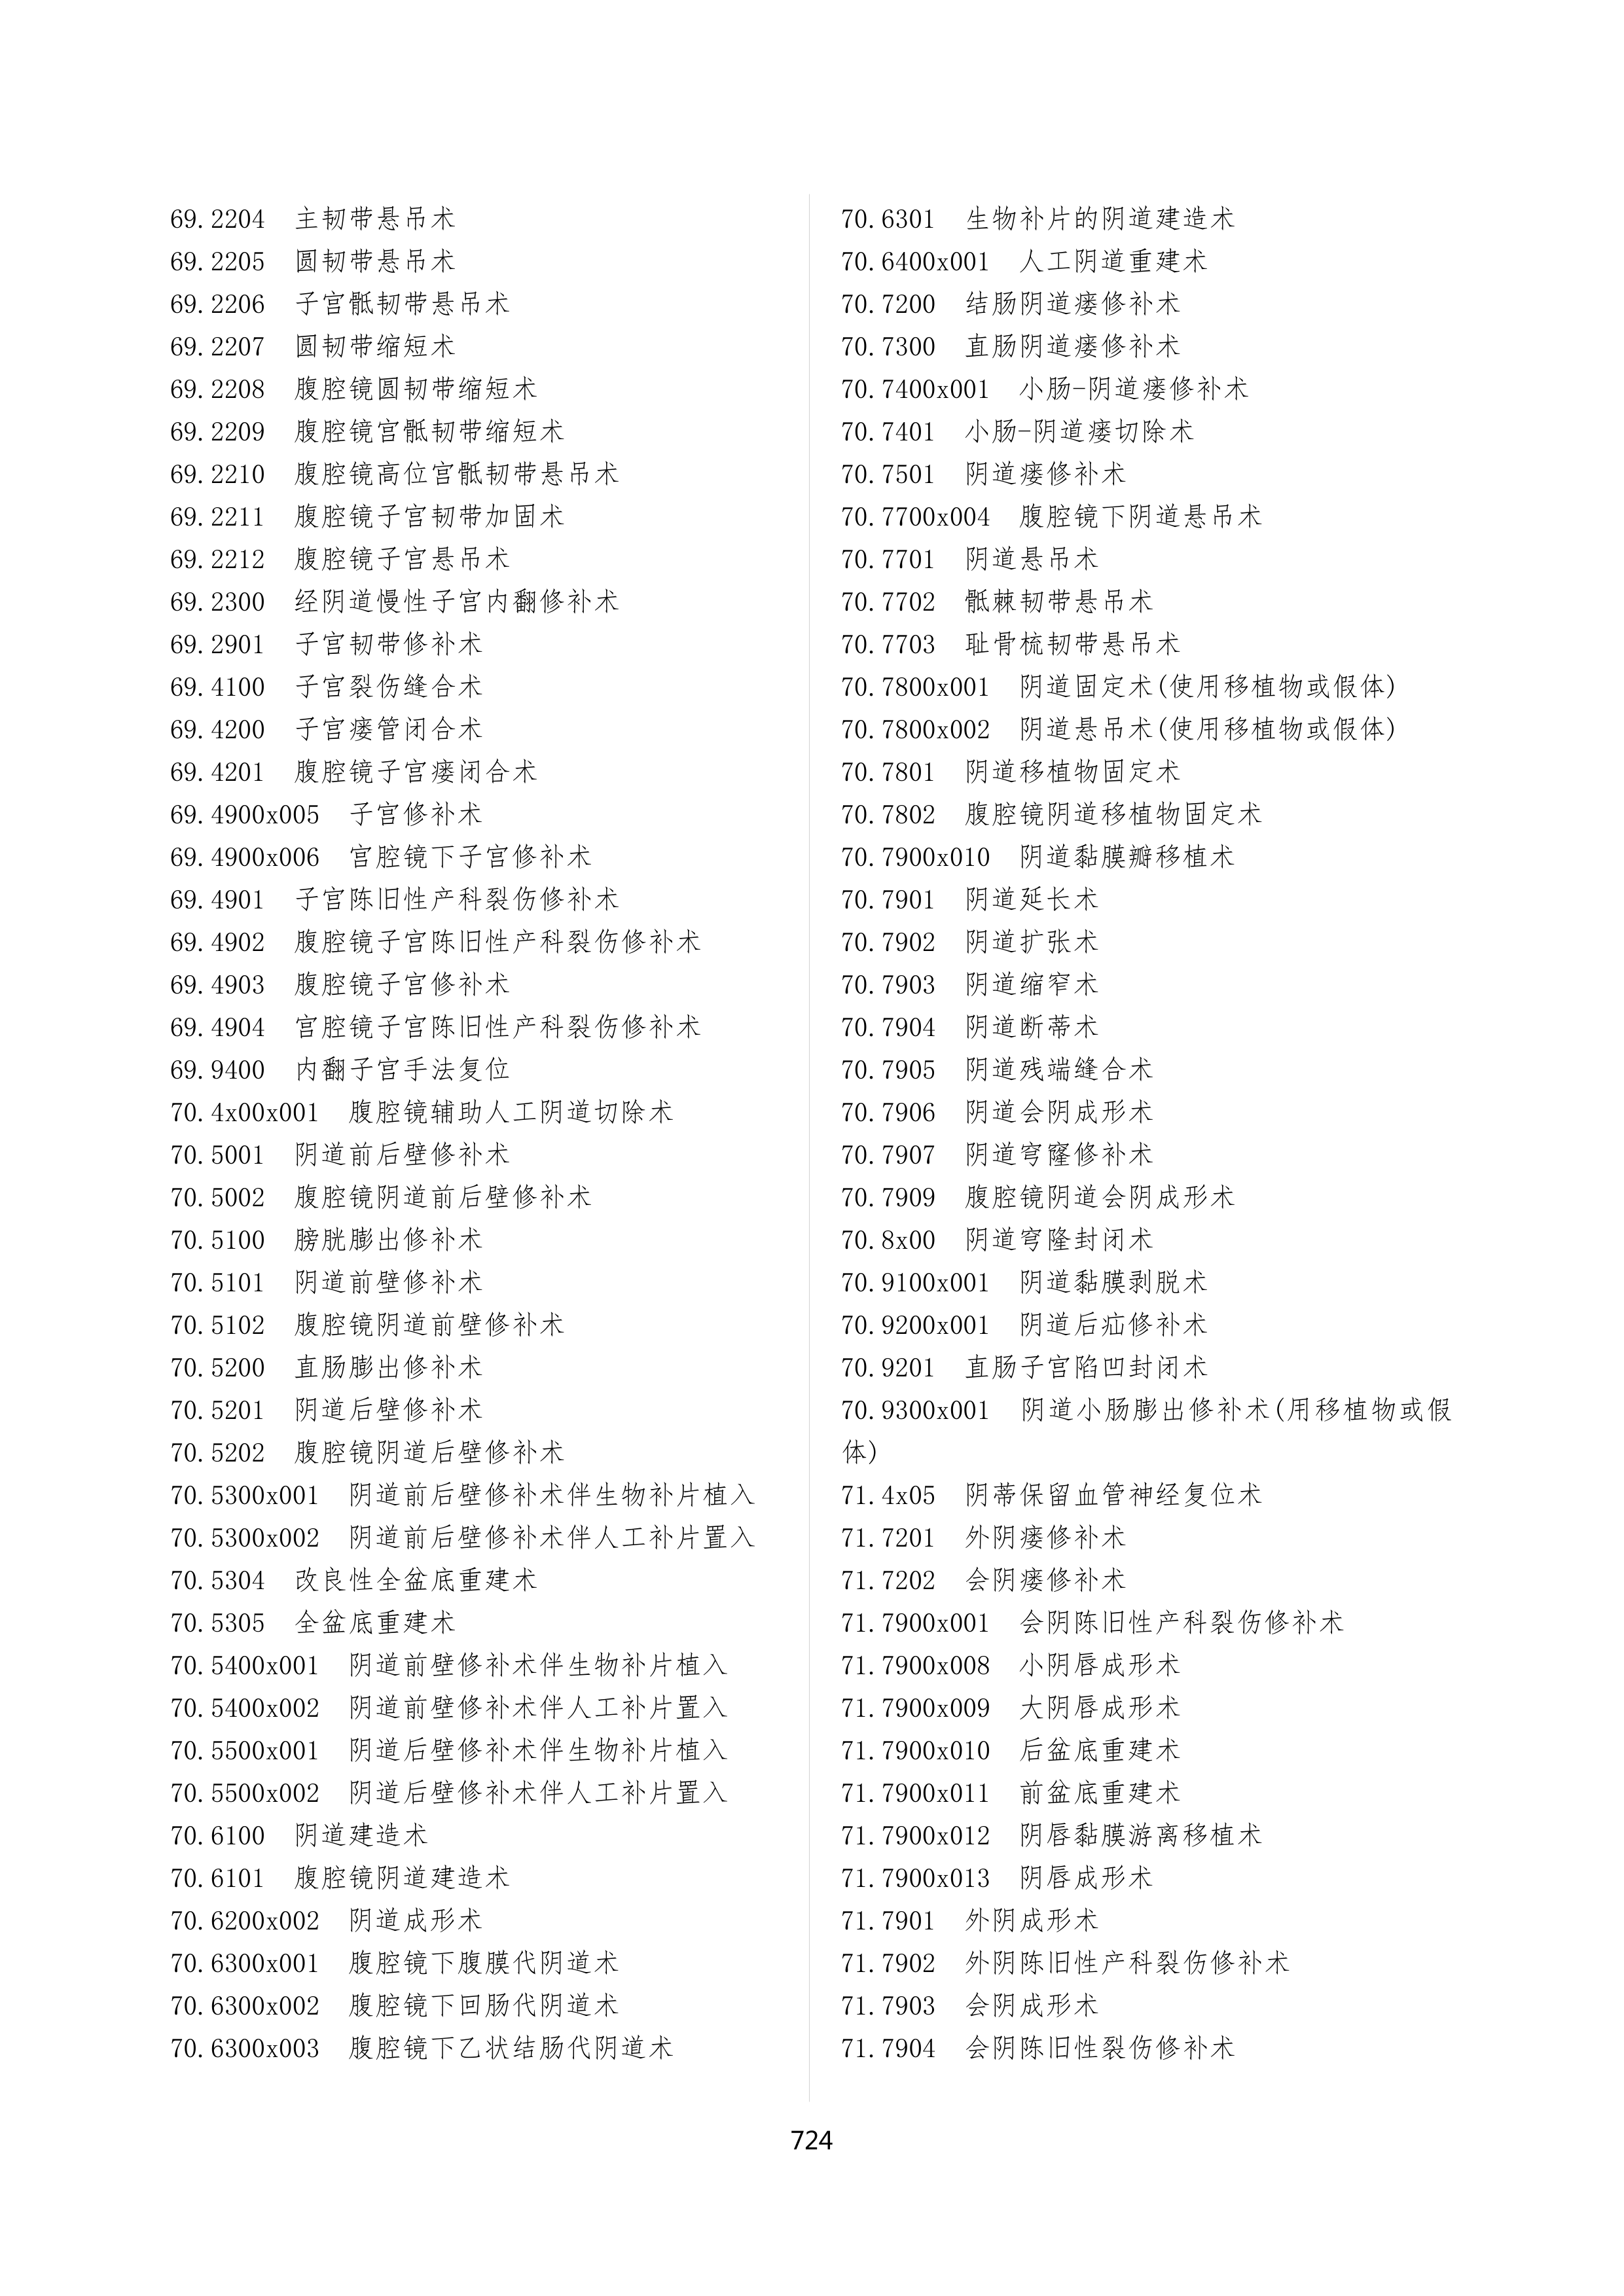 69.2204 主韧带悬吊术
69.2205 圆韧带悬吊术
69.2206 子宫骶韧带悬吊术
69.2207 圆韧带缩短术
69.2208 腹腔镜圆韧带缩短术
69.2209 腹腔镜宫骶韧带缩短术
69.2210 腹腔镜高位宫骶韧带悬吊术
69.2211 腹腔镜子宫韧带加固术
69.2212 腹腔镜子宫悬吊术
69.2300 经阴道慢性子宫内翻修补术
69.2901 子宫韧带修补术
69.4100 子宫裂伤缝合术
69.4200 子宫瘘管闭合术
69.4201 腹腔镜子宫瘘闭合术
69.4900x005 子宫修补术
69.4900x006 宫腔镜下子宫修补术
69.4901 子宫陈旧性产科裂伤修补术
69.4902 腹腔镜子宫陈旧性产科裂伤修补术
69.4903 腹腔镜子宫修补术
69.4904 宫腔镜子宫陈旧性产科裂伤修补术
69.9400 内翻子宫手法复位
70.4x00x001 腹腔镜辅助人工阴道切除术
70.5001 阴道前后壁修补术
70.5002 腹腔镜阴道前后壁修补术
70.5100 膀胱膨出修补术
70.5101 阴道前壁修补术
70.5102 腹腔镜阴道前壁修补术
70.5200 直肠膨出修补术
70.5201 阴道后壁修补术
70.5202 腹腔镜阴道后壁修补术
70.5300x001 阴道前后壁修补术伴生物补片植入
70.5300x002 阴道前后壁修补术伴人工补片置入
70.5304 改良性全盆底重建术
70.5305 全盆底重建术
70.5400x001 阴道前壁修补术伴生物补片植入
70.5400x002 阴道前壁修补术伴人工补片置入
70.5500x001 阴道后壁修补术伴生物补片植入
70.5500x002 阴道后壁修补术伴人工补片置入
70.6100 阴道建造术
70.6101 腹腔镜阴道建造术
70.6200x002 阴道成形术
70.6300x001 腹腔镜下腹膜代阴道术
70.6300x002 腹腔镜下回肠代阴道术
70.6300x003 腹腔镜下乙状结肠代阴道术
70.6301 生物补片的阴道建造术
70.6400x001 人工阴道重建术
70.7200 结肠阴道瘘修补术
70.7300 直肠阴道瘘修补术
70.7400x001 小肠-阴道瘘修补术
70.7401 小肠-阴道瘘切除术
70.7501 阴道瘘修补术
70.7700x004 腹腔镜下阴道悬吊术
70.7701 阴道悬吊术
70.7702 骶棘韧带悬吊术
70.7703 耻骨梳韧带悬吊术
70.7800x001 阴道固定术(使用移植物或假体)
70.7800x002 阴道悬吊术(使用移植物或假体)
70.7801 阴道移植物固定术
70.7802 腹腔镜阴道移植物固定术
70.7900x010 阴道黏膜瓣移植术
70.7901 阴道延长术
70.7902 阴道扩张术
70.7903 阴道缩窄术
70.7904 阴道断蒂术
70.7905 阴道残端缝合术
70.7906 阴道会阴成形术
70.7907 阴道穹窿修补术
70.7909 腹腔镜阴道会阴成形术
70.8x00 阴道穹隆封闭术
70.9100x001 阴道黏膜剥脱术
70.9200x001 阴道后疝修补术
70.9201 直肠子宫陷凹封闭术
70.9300x001 阴道小肠膨出修补术(用移植物或假
体)
71.4x05 阴蒂保留血管神经复位术
71.7201 外阴瘘修补术
71.7202 会阴瘘修补术
71.7900x001 会阴陈旧性产科裂伤修补术
71.7900x008 小阴唇成形术
71.7900x009 大阴唇成形术
71.7900x010 后盆底重建术
71.7900x011 前盆底重建术
71.7900x012 阴唇黏膜游离移植术
71.7900x013 阴唇成形术
71.7901 外阴成形术
71.7902 外阴陈旧性产科裂伤修补术
71.7903 会阴成形术
71.7904 会阴陈旧性裂伤修补术
724